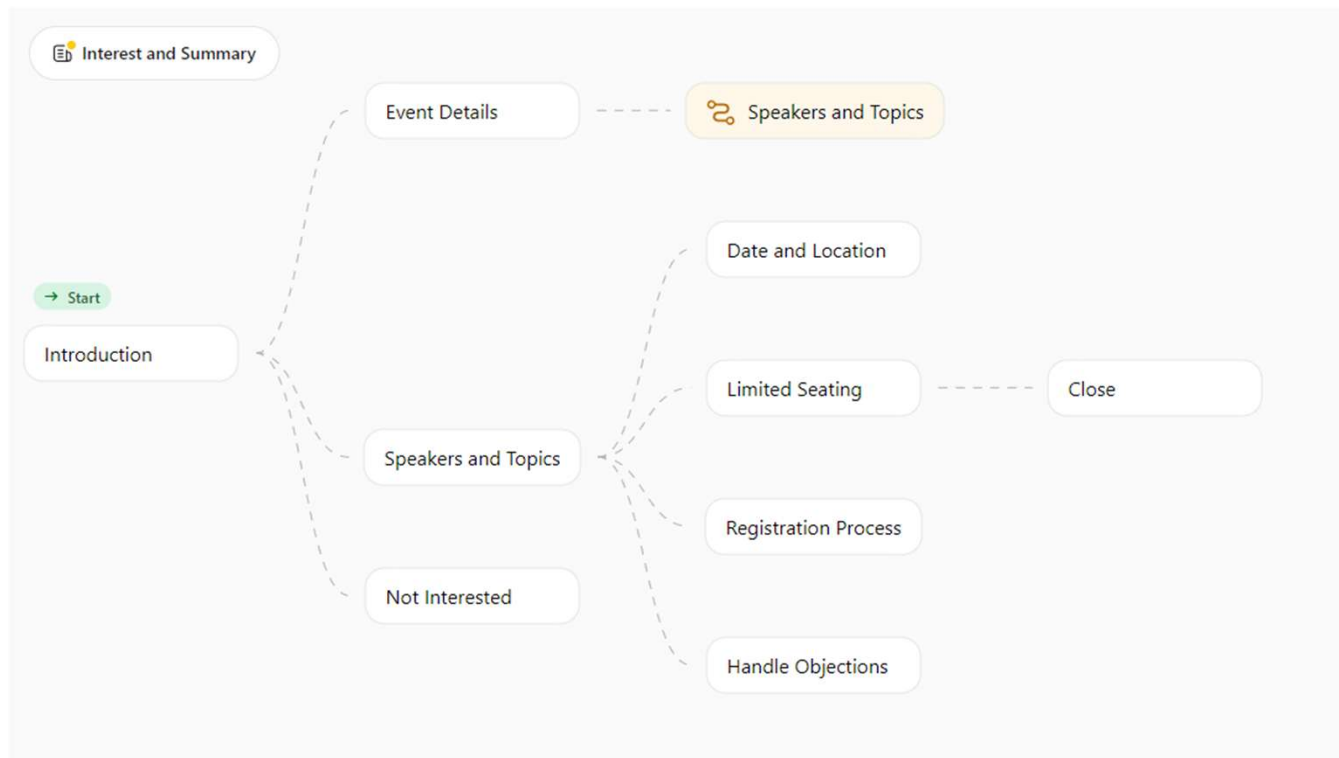 Interest and Summary
Event Details
Speakers and Topics
Date and Location
Start
Introduction
Limited Seating
Close
Speakers and Topics
Registration Process
Not Interested
Handle Objections